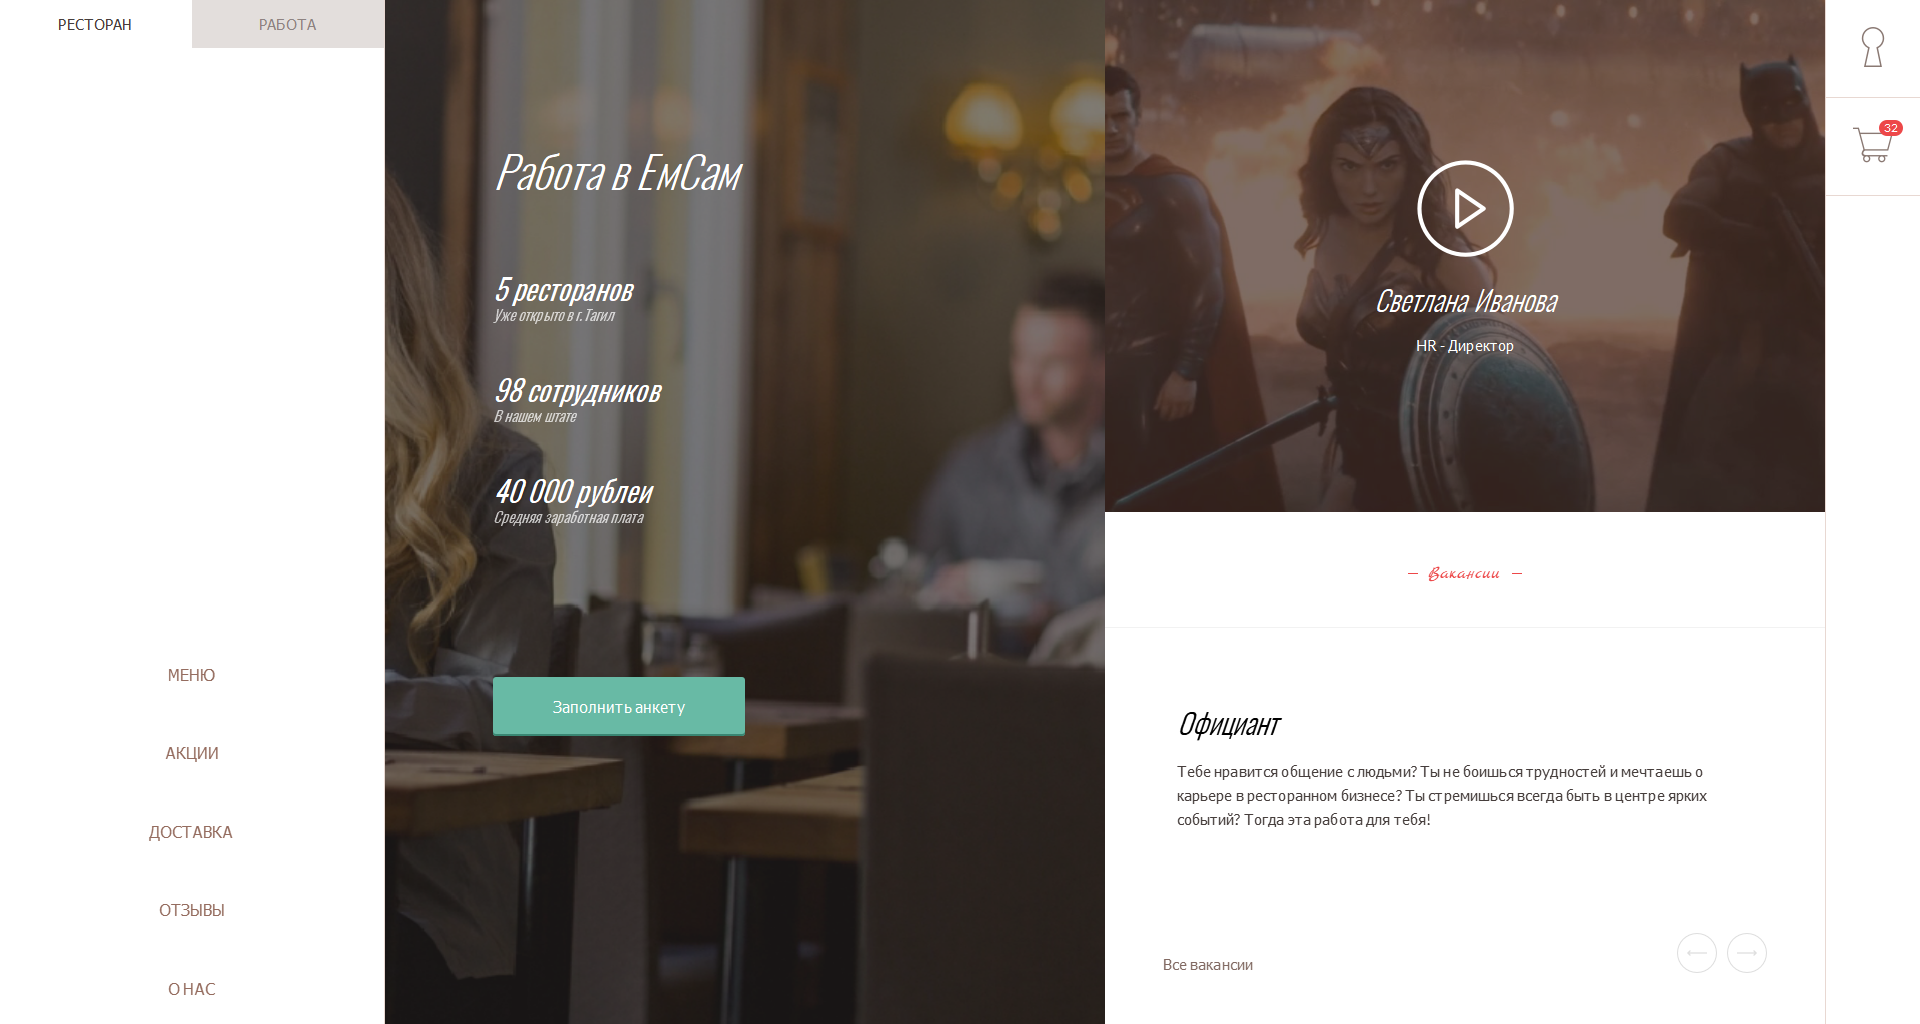 РЕСТОРАН
РАБОТА
МЕНЮ
АКЦИИ
ДОСТАВКА
ОТЗЫВЫ
О НАС
Работа в ЕмСам
5 ресторанов
Уже открыто в г. Тагил
98 сотрудников
В нашем штате
40 000 рублеи
Средняя заработная плата
Заполнить анкету
Светлана Иванова
HR - Директор
Вакансии
Официант
Тебе нравится общение с людьми? Ты не боишься трудностей и мечтаешь о
карьере в ресторанном бизнесе? Ты стремишься всегда быть в центре ярких
событий? Тогда эта работа для тебя!
Все вакансии
32